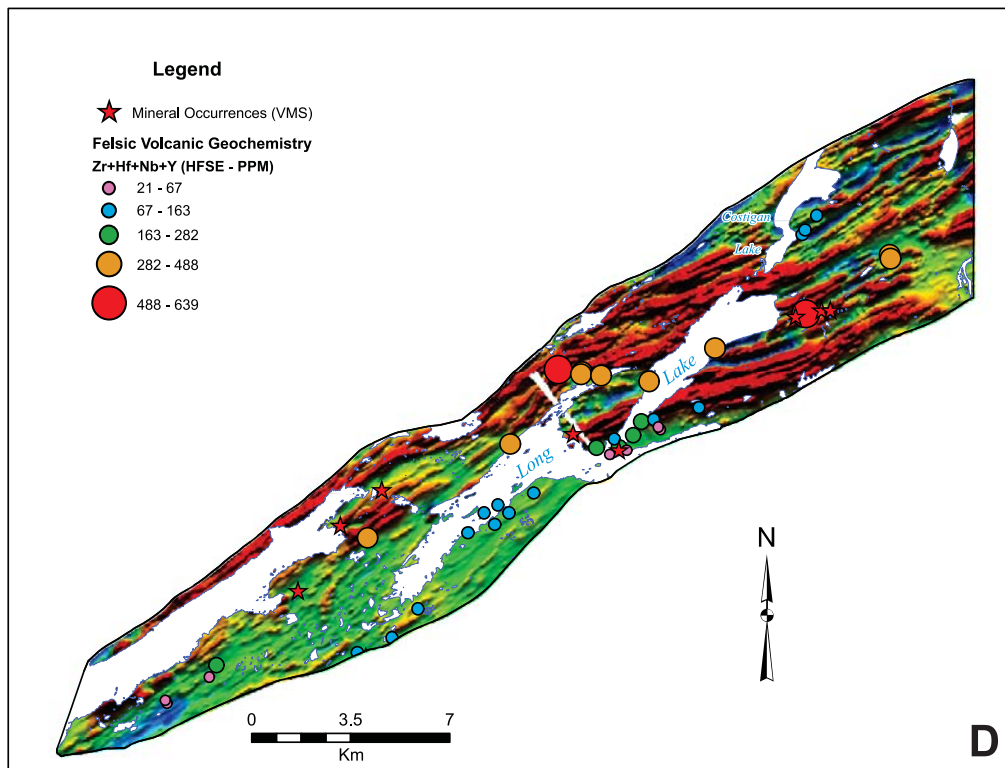 Legend
Mineral Occurrences (VMS)
Felsic Volcanic Geochemistry
Zr+Hf+Nb+Y (HFSE - PPM)
21 - 67
67 - 163
163 - 282
282 - 488
488 - 639
Costigan
Lake
Lake
Long
N
0 3.5 7
Km
D